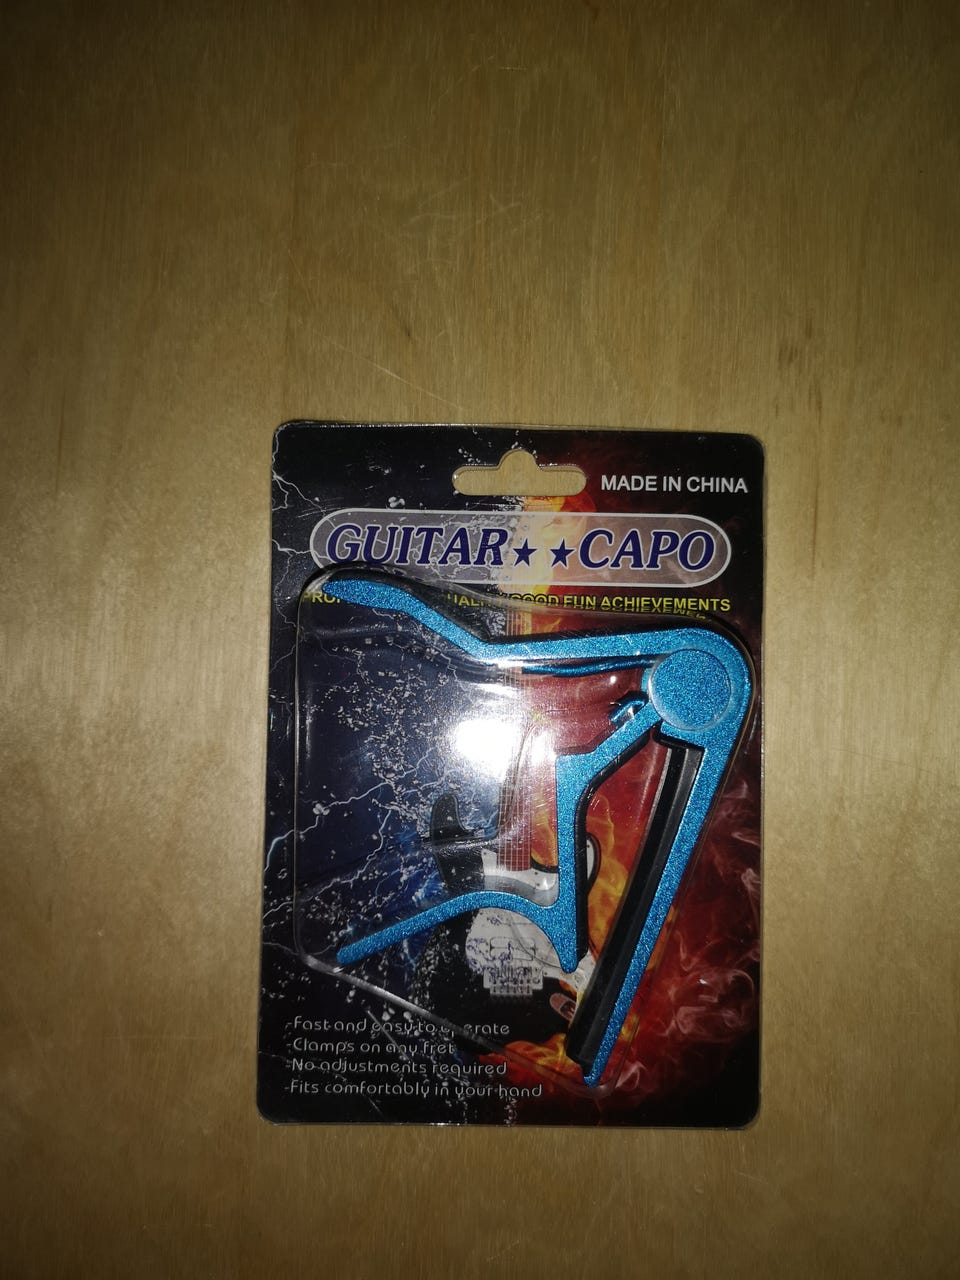 MADE IN CHINA
GUITAR★ ★CAPO
GOOD FUN ACHIEVEMENTS
-Fast and easy to operate
-Clamps on any fret
-No adjustments required
-Fits comfortably in your hand